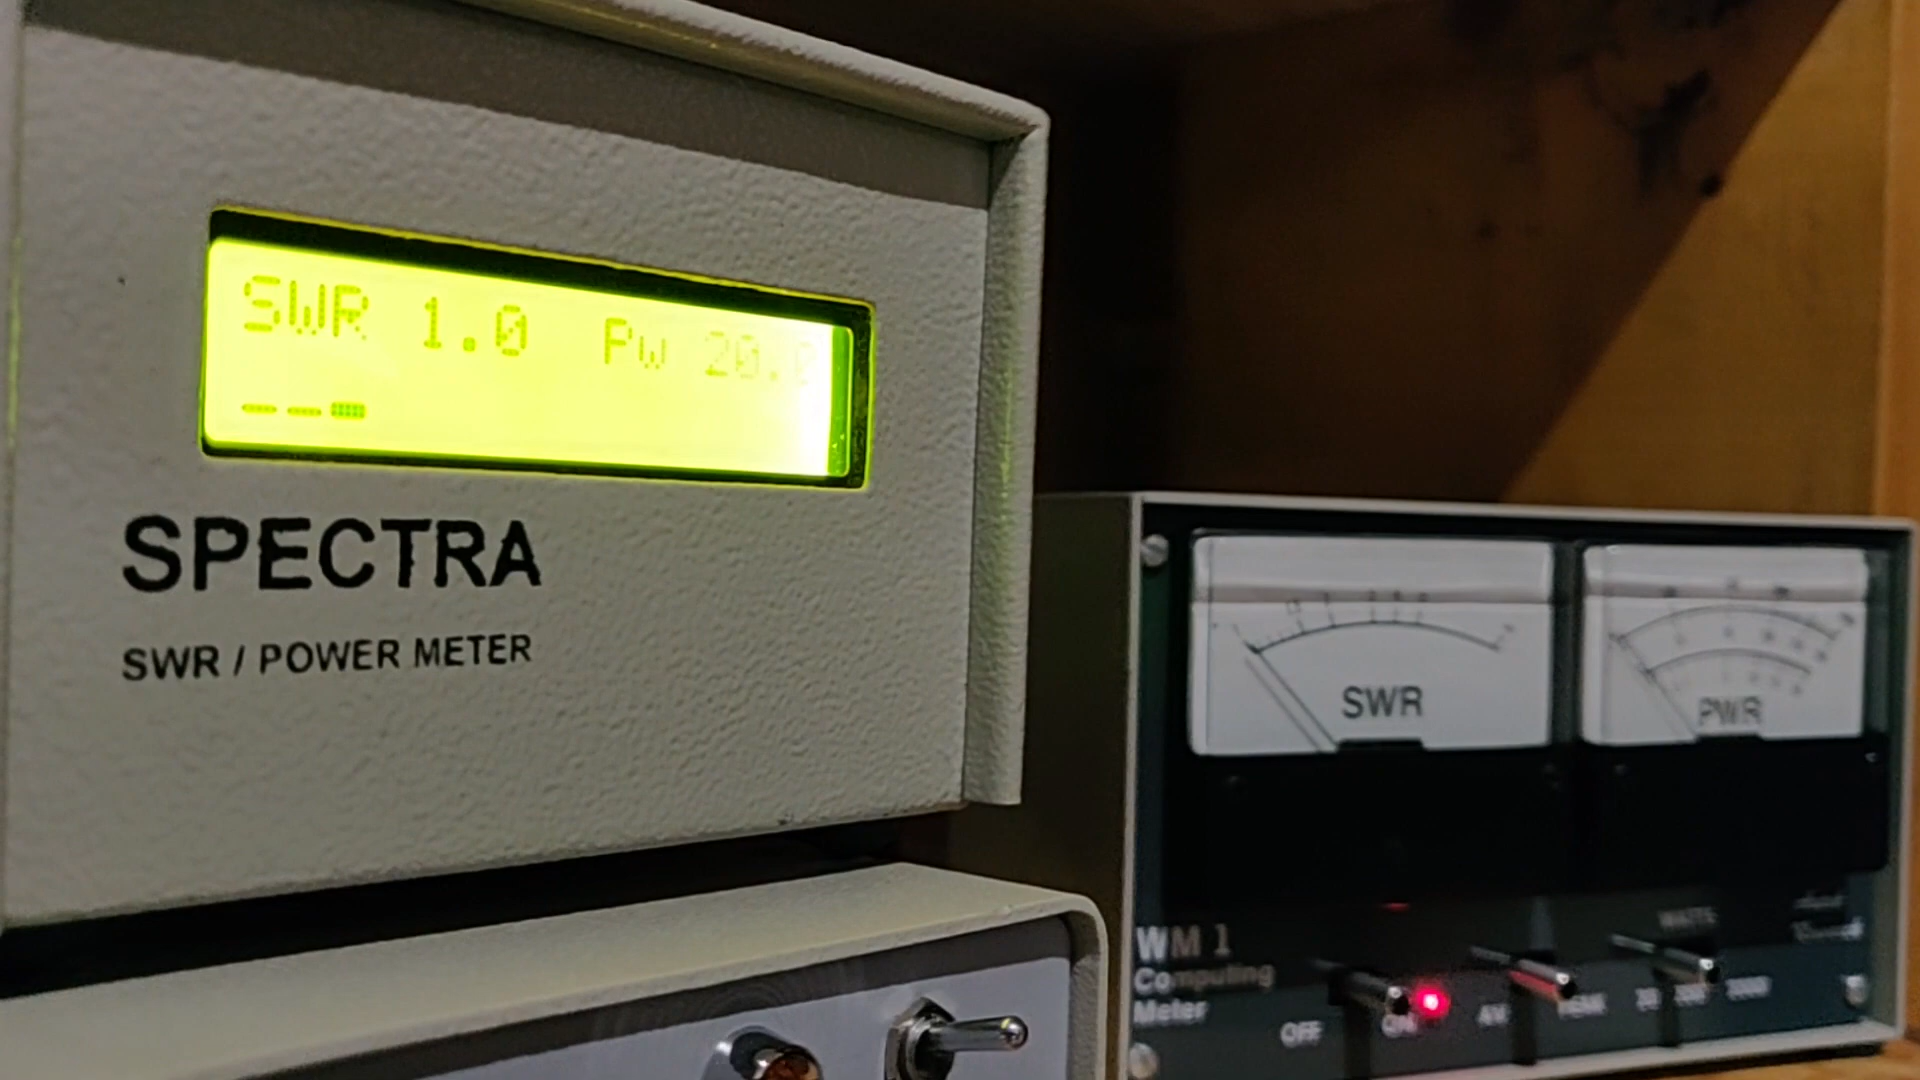 SWR 1.0 Pw 20.0
SPECTRA
SWR / POWER METER
SWR
PWR
WM 1
Computing
Meter
WATTS
OFF
ON
AV
PEAK
20 200 2000